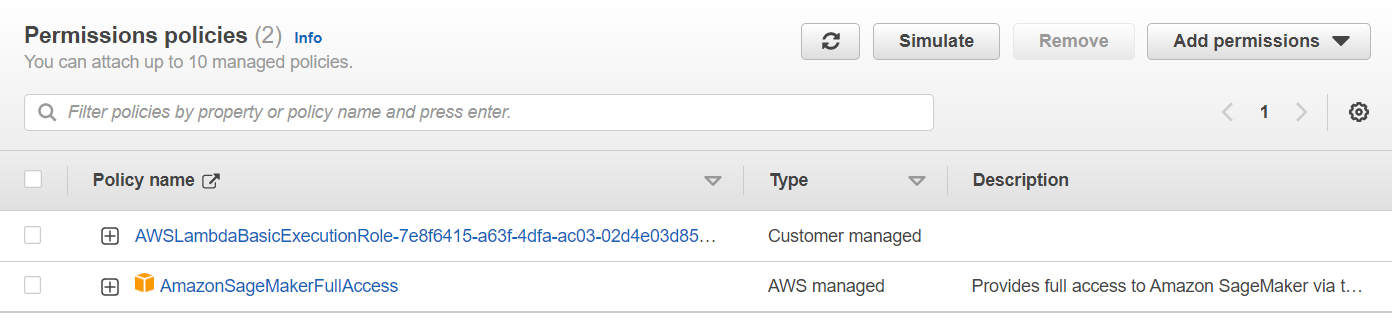 Permissions policies (2) Info
You can attach up to 10 managed policies.
Simulate Remove Add permissions
Filter policies by property or policy name and press enter.
1
Policy name Type Description
AWSLambdaBasicExecutionRole-7e8f6415-a63f-4dfa-ac03-02d4e03d85… Customer managed
AmazonSageMakerFullAccess AWS managed Provides full access to Amazon SageMaker via t…